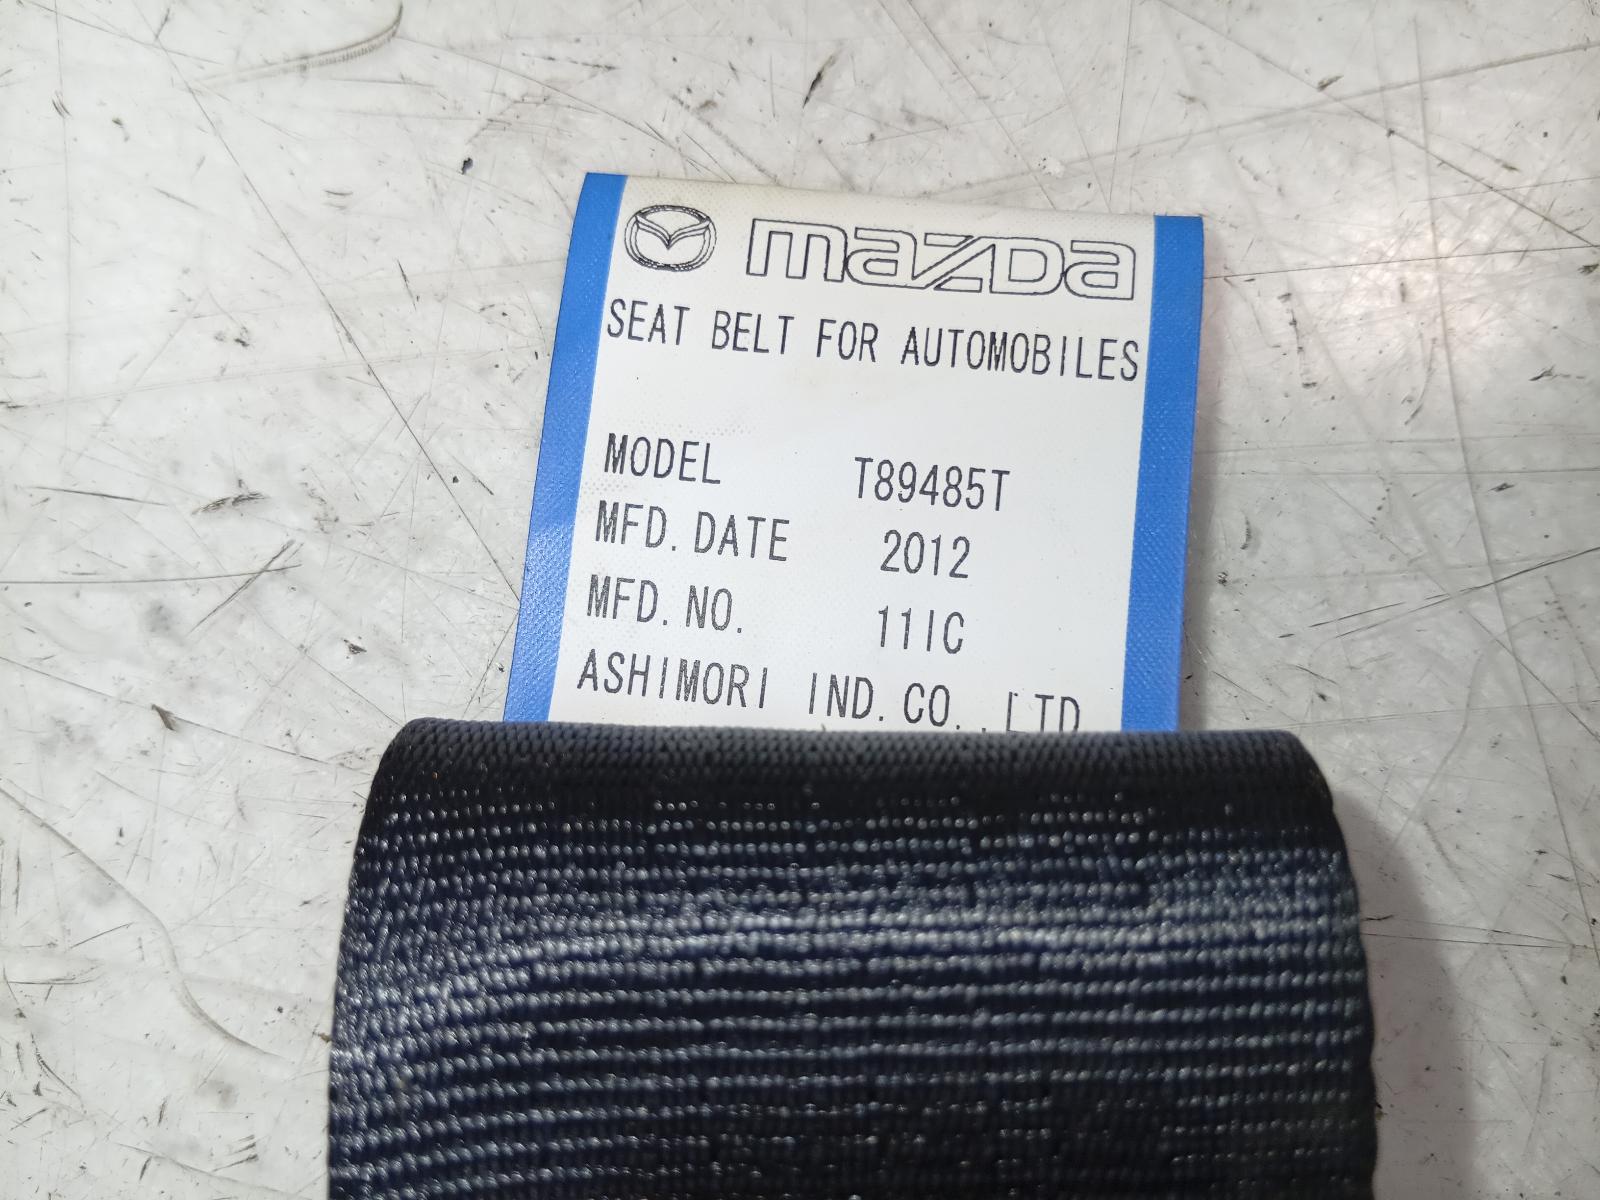 mazda
SEAT BELT FOR AUTOMOBILES
MODEL T89485T
MFD. DATE 2012
MFD. NO. 11IC
ASHIMORI IND. CO., LTD